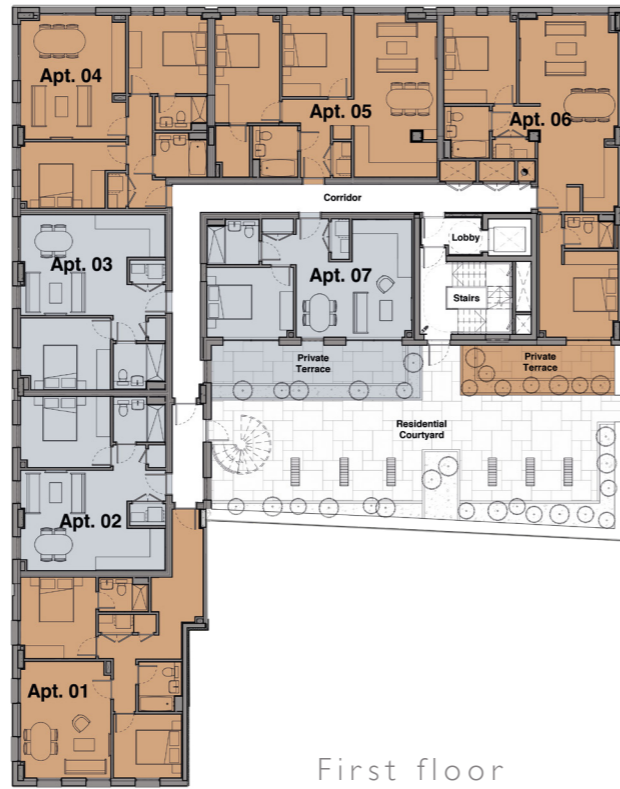 Apt. 04
Apt. 05
Apt. 06
Corridor
Lobby
Apt. 03
Apt. 07
Stairs
Private
Terrace
Private
Terrace
Residential
Courtyard
Apt. 02
Apt. 01
First floor